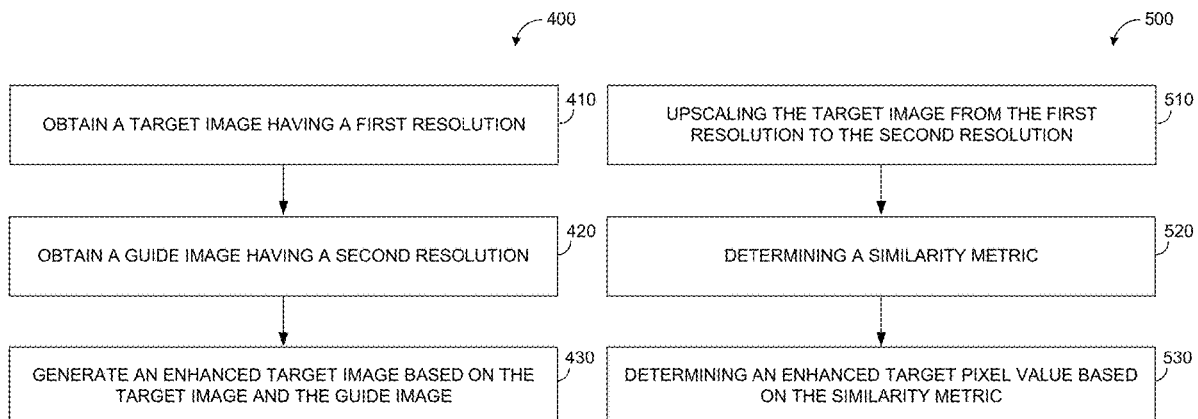 400
410
OBTAIN A TARGET IMAGE HAVING A FIRST RESOLUTION
420
OBTAIN A GUIDE IMAGE HAVING A SECOND RESOLUTION
430
GENERATE AN ENHANCED TARGET IMAGE BASED ON THE
TARGET IMAGE AND THE GUIDE IMAGE
500
510
UPSCALING THE TARGET IMAGE FROM THE FIRST
RESOLUTION TO THE SECOND RESOLUTION
520
DETERMINING A SIMILARITY METRIC
530
DETERMINING AN ENHANCED TARGET PIXEL VALUE BASED
ON THE SIMILARITY METRIC